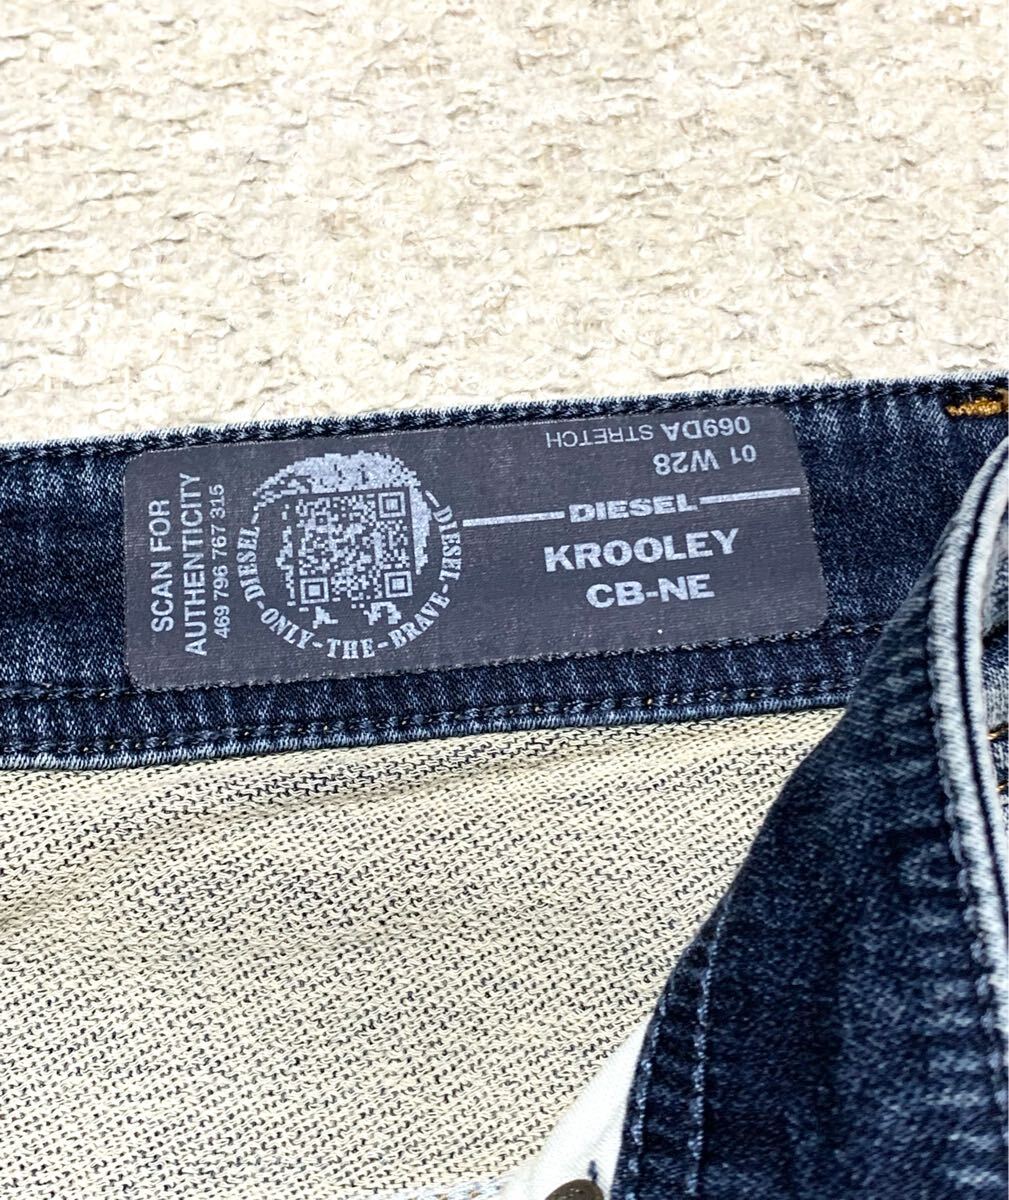 SCAN FOR
AUTHENTICITY
469 796 767 315
DIESEL-ONLY-THE-BRAVE-DIESEL
069DA STRETCH
01 W28
DIESEL
KROOLEY
CB-NE